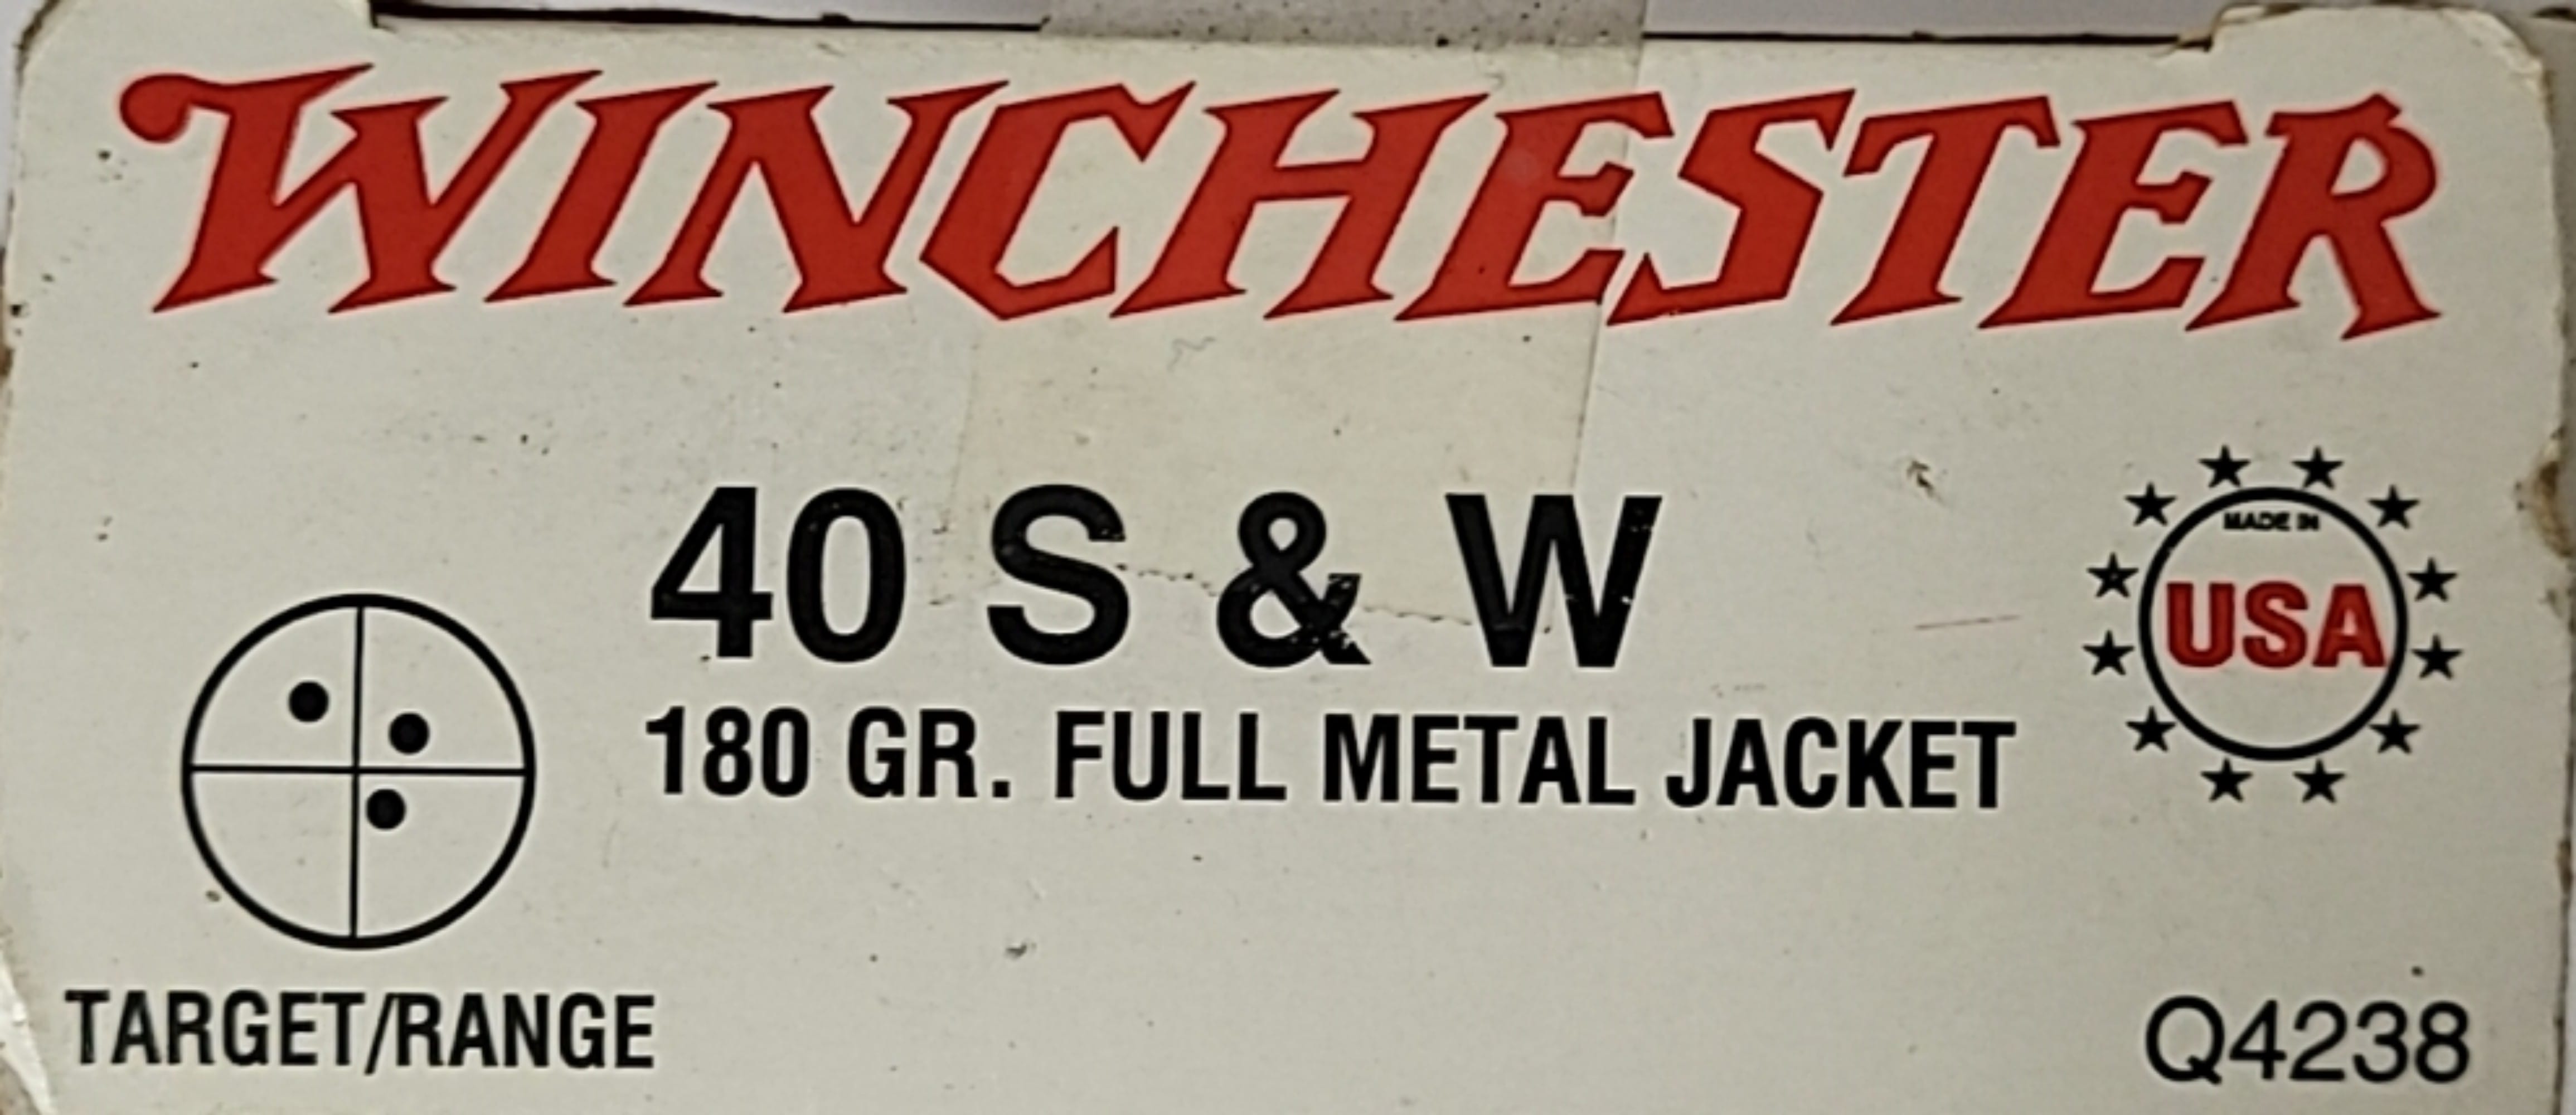 WINCHESTER
40 S & W
180 GR. FULL METAL JACKET
MADE IN
USA
TARGET/RANGE
Q4238